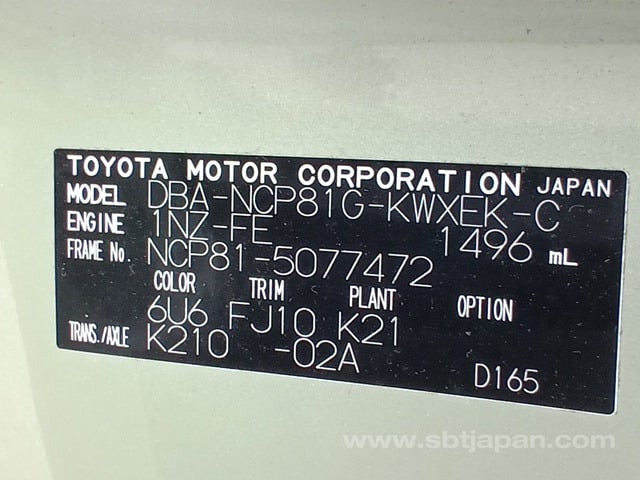 TOYOTA MOTOR CORPORATION JAPAN
MODEL DBA-NCP81G-KWXEK-C
ENGINE 1NZ-FE 1496 mL
FRAME No. NCP81-5077472
COLOR TRIM PLANT OPTION
6U6 FJ10 K21
TRANS./AXLE K210 -02A
D165
www.sbtjapan.com